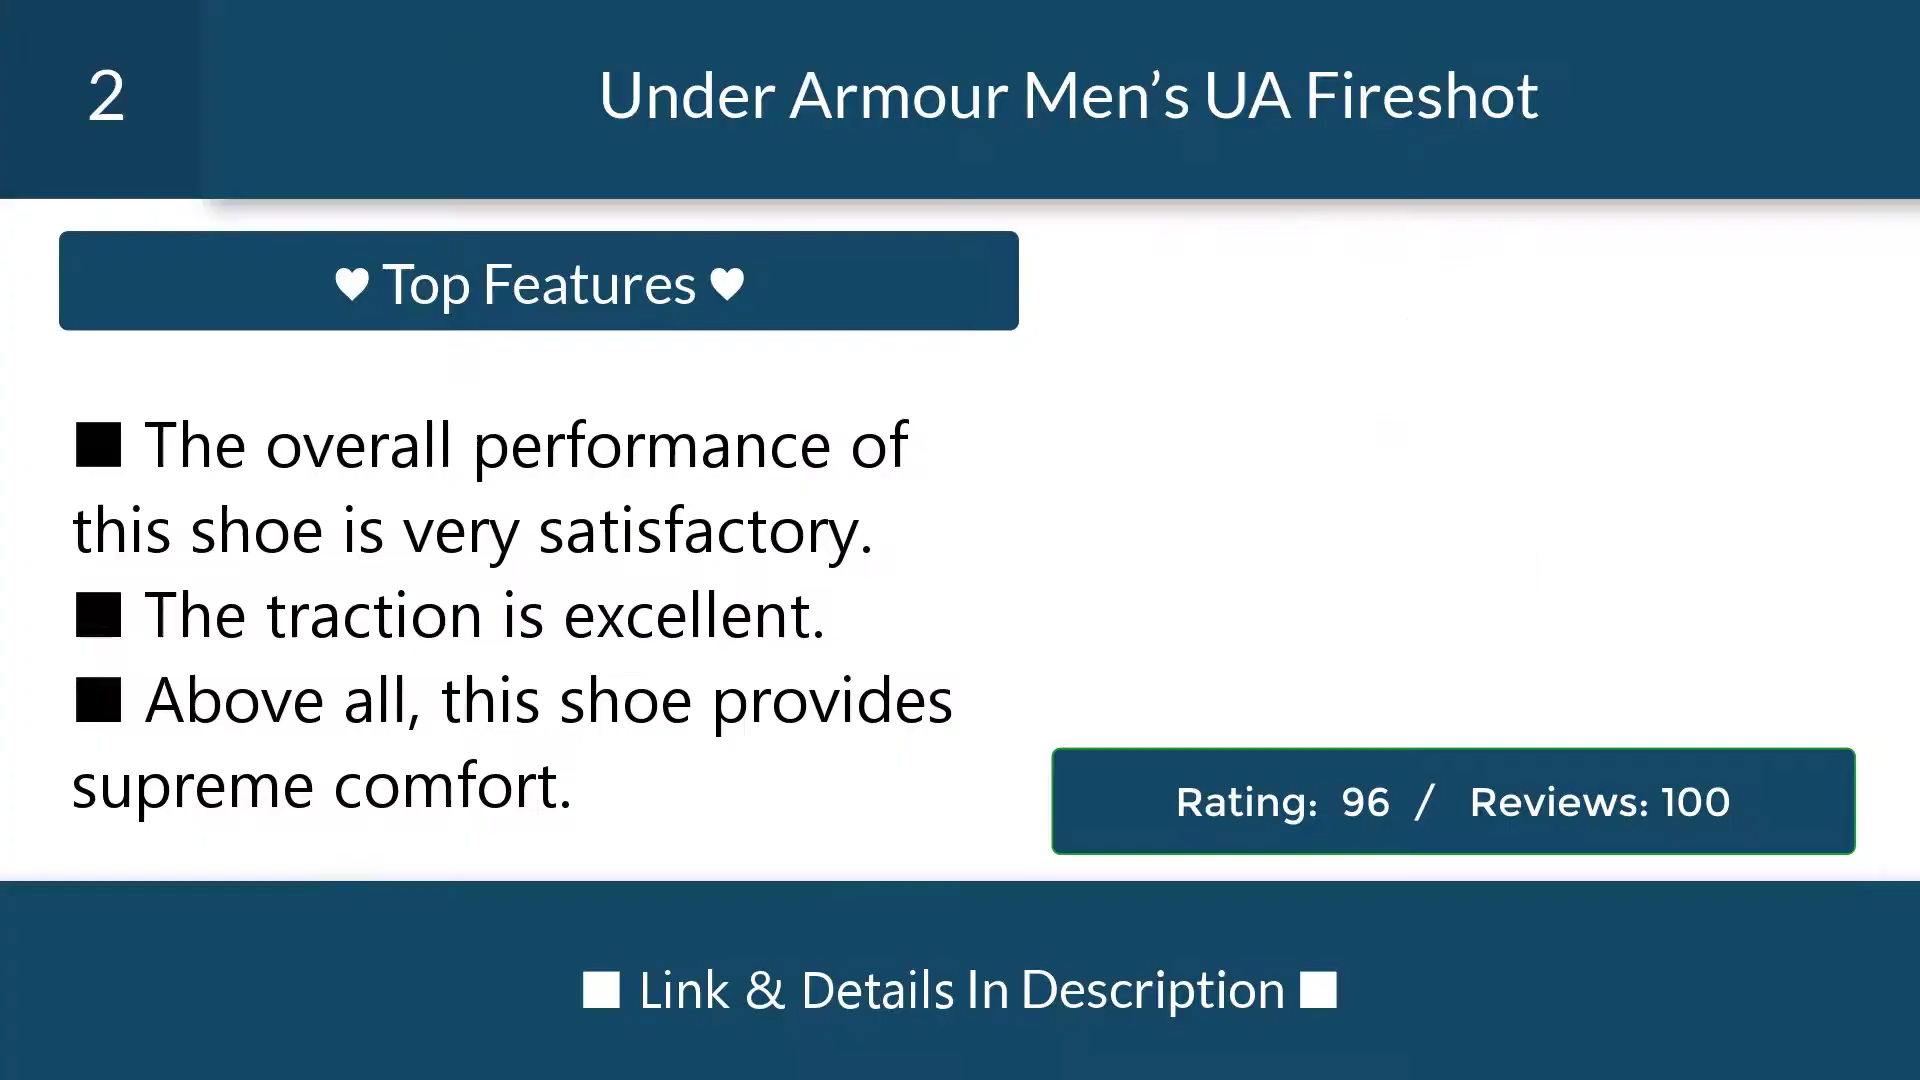 2
Under Armour Men’s UA Fireshot
♥ Top Features ♥
■ The overall performance of
this shoe is very satisfactory.
■ The traction is excellent.
■ Above all, this shoe provides
supreme comfort.
Rating: 96 / Reviews: 100
■ Link & Details In Description ■